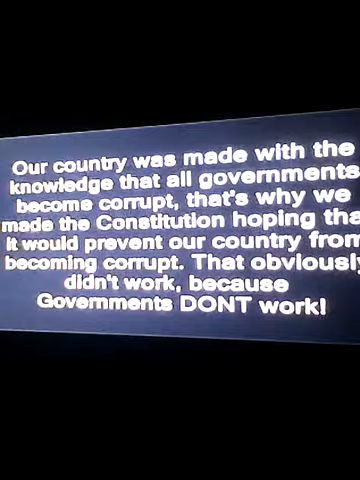 Our country was made with the
knowledge that all governments
become corrupt, that's why we
made the Constitution hoping tha
it would prevent our country from
becoming corrupt. That obviously
didn't work, because
Governments DONT work!